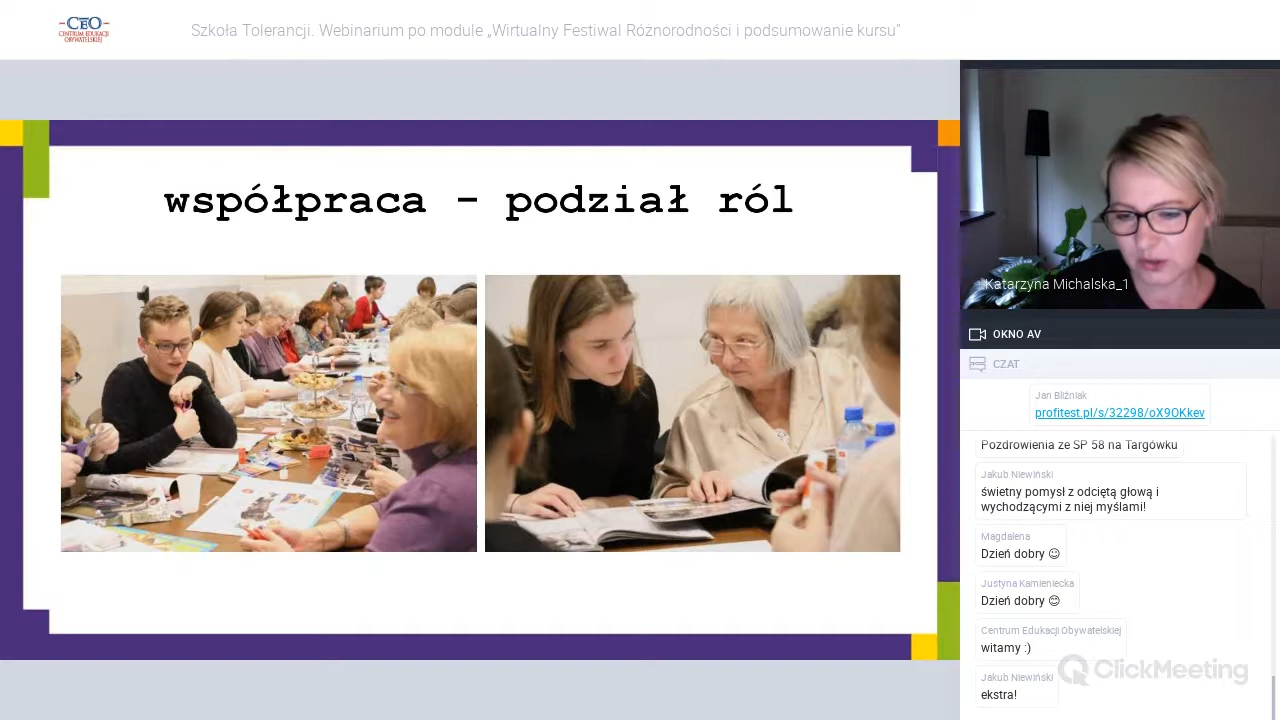 CEO
CENTRUM EDUKACJI
OBYWATELSKIEJ
Szkoła Tolerancji. Webinarium po module „Wirtualny Festiwal Różnorodności i podsumowanie kursu”
współpraca - podział ról
Katarzyna Michalska_1
OKNO AV
CZAT
Jan Bliźniak
profitest.pl/s/32298/oX9OKkev
Pozdrowienia ze SP 58 na Targówku
Jakub Niewiński
świetny pomysł z odciętą głową i
wychodzącymi z niej myślami!
Magdalena
Dzień dobry 😊
Justyna Kamieniecka
Dzień dobry 😊
Centrum Edukacji Obywatelskiej
witamy :)
ClickMeeting
Jakub Niewiński
ekstra!